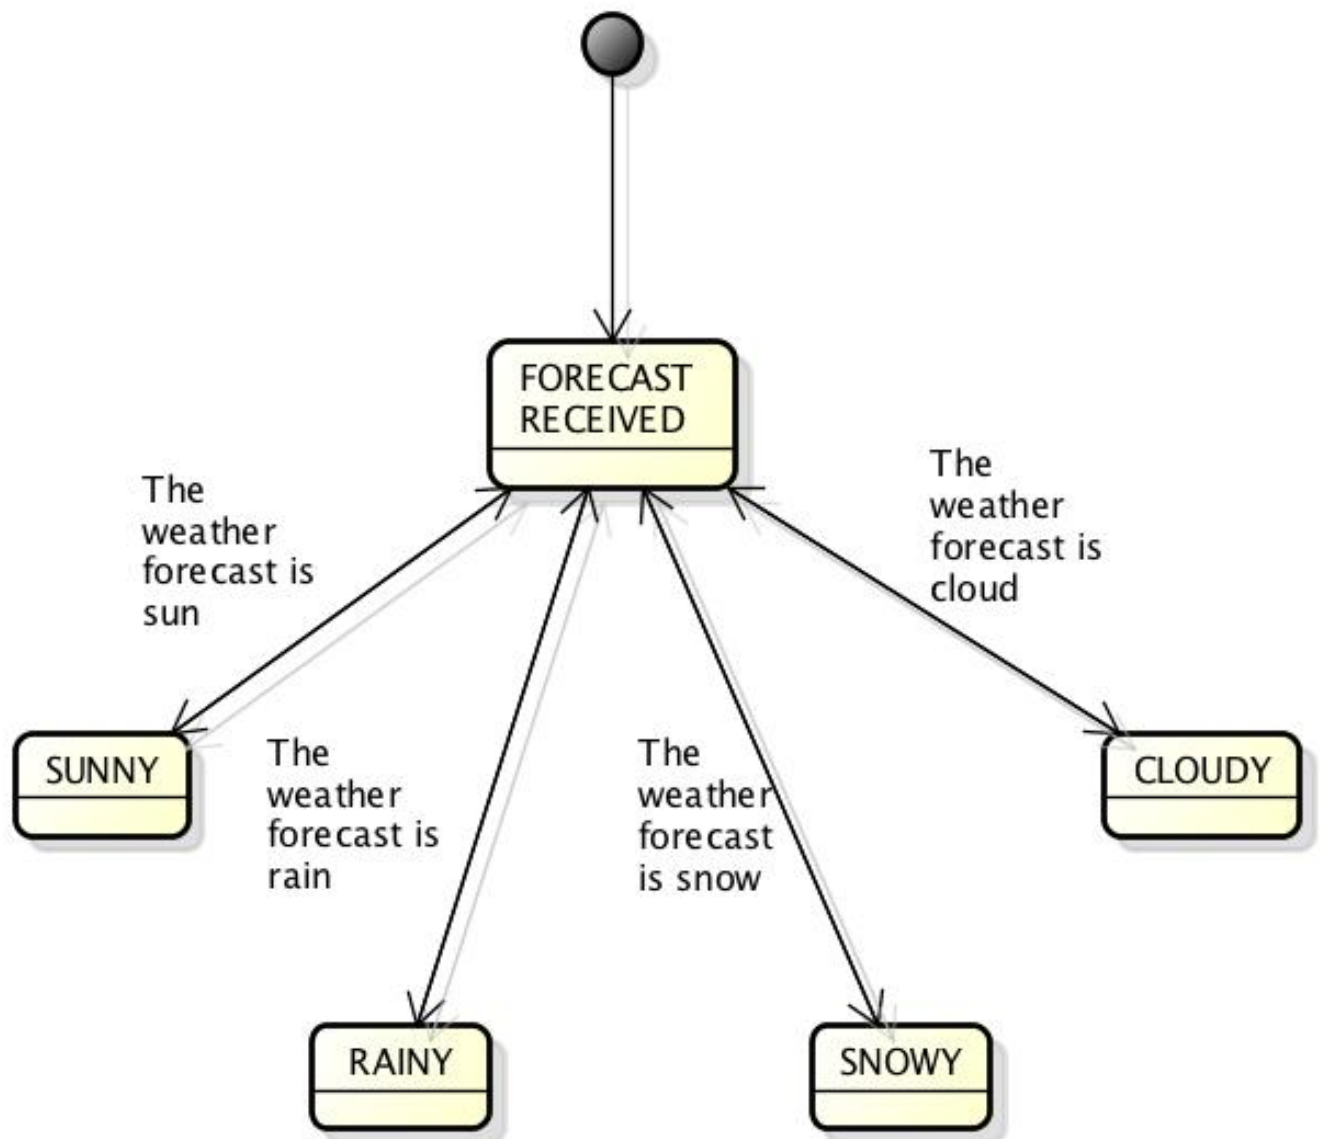 FORECAST
RECEIVED
The
weather
forecast is
sun
The
weather
forecast is
cloud
SUNNY
The
weather
forecast is
rain
The
weather
forecast
is snow
CLOUDY
RAINY
SNOWY